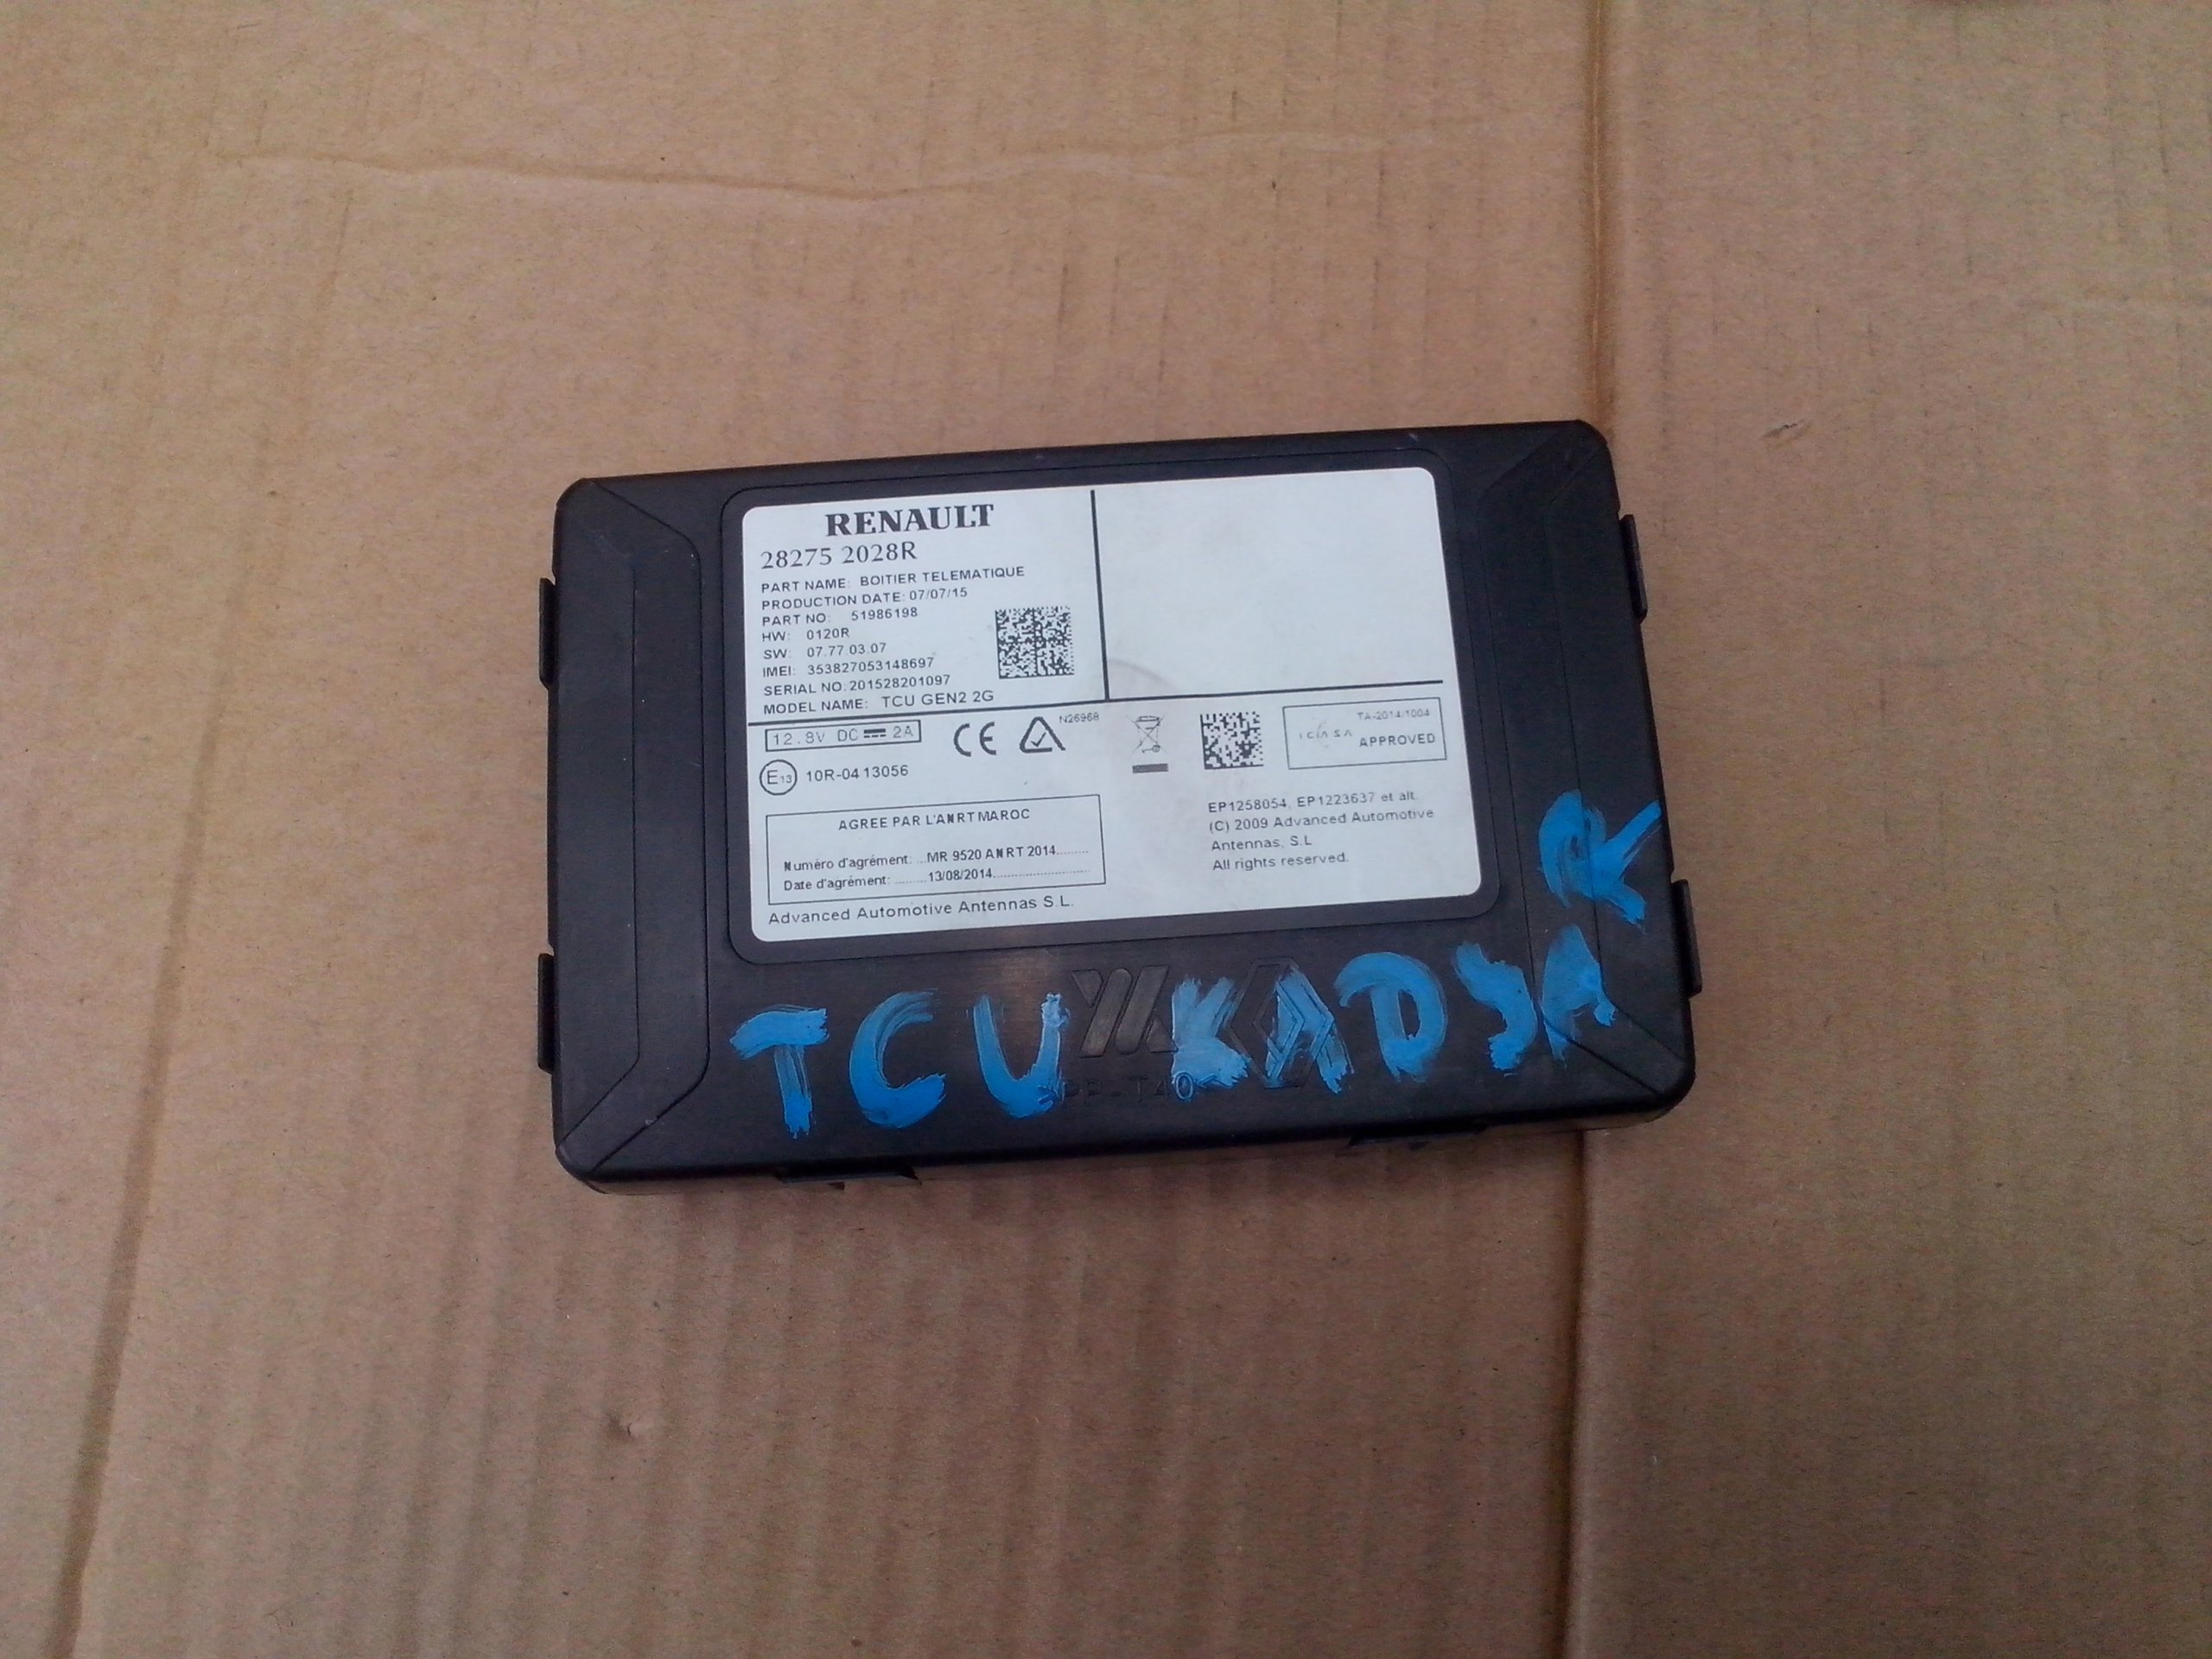 RENAULT
28275 2028R
PART NAME: BOITIER TELEMATIQUE
PRODUCTION DATE: 07/07/15
PART NO: 51986198
HW: 0120R
SW: 07.77.03.07
IMEI: 353827053148697
SERIAL NO: 201528201097
MODEL NAME: TCU GEN2 2G
12.8V DC 2A
CE
N26968
TA-2014/1004
ICASA
APPROVED
E13 10R-04 13056
AGREE PAR L'ANRT MAROC
Numéro d'agrément: ...MR 9520 ANRT 2014.........
Date d'agrément: .........13/08/2014...........................
Advanced Automotive Antennas S.L.
EP1258054, EP1223637 et alt.
(C) 2009 Advanced Automotive
Antennas, S.L
All rights reserved.
TCU KADJAR
>PP-T40<